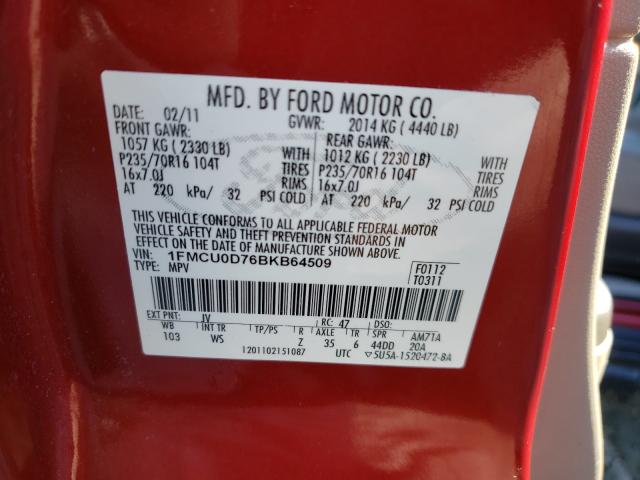 MFD. BY FORD MOTOR CO.
DATE: 02/11 GVWR: 2014 KG ( 4440 LB)
FRONT GAWR: REAR GAWR:
1057 KG ( 2330 LB) WITH 1012 KG ( 2230 LB) WITH
P235/70R16 104T TIRES P235/70R16 104T TIRES
16x7.0J RIMS 16x7.0J RIMS
AT 220 kPa/ 32 PSI COLD AT 220 kPa/ 32 PSI COLD
THIS VEHICLE CONFORMS TO ALL APPLICABLE FEDERAL MOTOR
VEHICLE SAFETY AND THEFT PREVENTION STANDARDS IN
EFFECT ON THE DATE OF MANUFACTURE SHOWN ABOVE.
VIN: 1FMCU0D76BKB64509 F0112
TYPE: MPV T0311
EXT PNT: JV RC: 47 DSO:
WB INT TR TP/PS R AXLE TR SPR AM71A
103 WS Z 35 6 44DD 20A
1201102151087 UTC ▽5U5A-1520472-BA